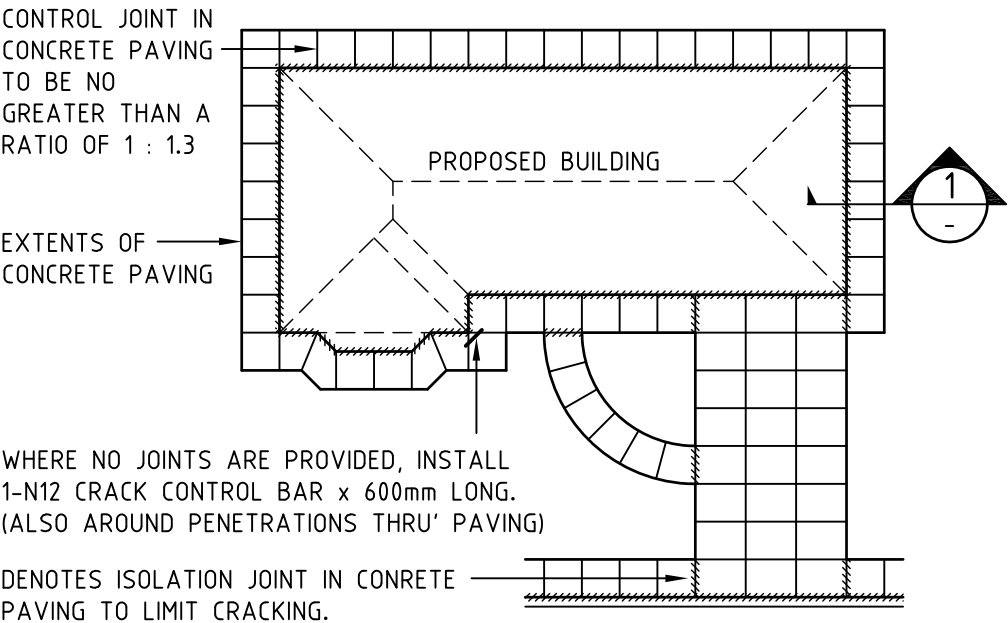 CONTROL JOINT IN
CONCRETE PAVING
TO BE NO
GREATER THAN A
RATIO OF 1 : 1.3
PROPOSED BUILDING
1
-
EXTENTS OF
CONCRETE PAVING
WHERE NO JOINTS ARE PROVIDED, INSTALL
1-N12 CRACK CONTROL BAR x 600mm LONG.
(ALSO AROUND PENETRATIONS THRU' PAVING)
DENOTES ISOLATION JOINT IN CONRETE
PAVING TO LIMIT CRACKING.